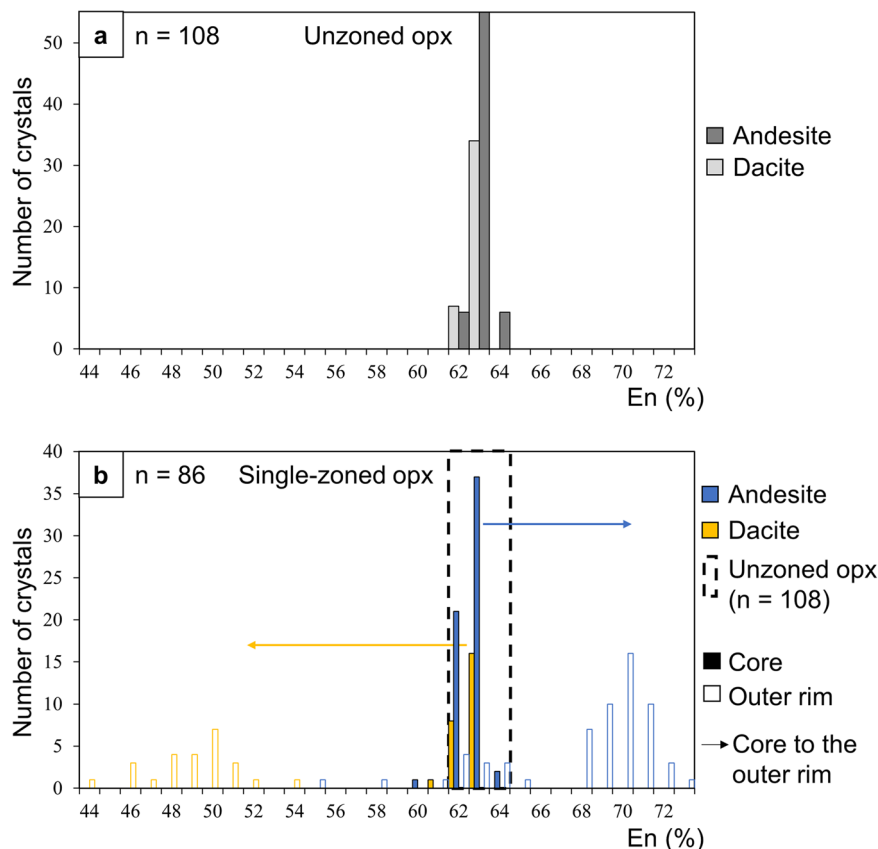 a n = 108 Unzoned opx
Number of crystals
50
40
30
20
10
0
44 46 48 50 52 54 56 58 60 62 64 66 68 70 72
En (%)
Andesite
Dacite
b n = 86 Single-zoned opx
Number of crystals
40
35
30
25
20
15
10
5
0
44 46 48 50 52 54 56 58 60 62 64 66 68 70 72
En (%)
Andesite
Dacite
Unzoned opx
(n = 108)
Core
Outer rim
Core to the
outer rim